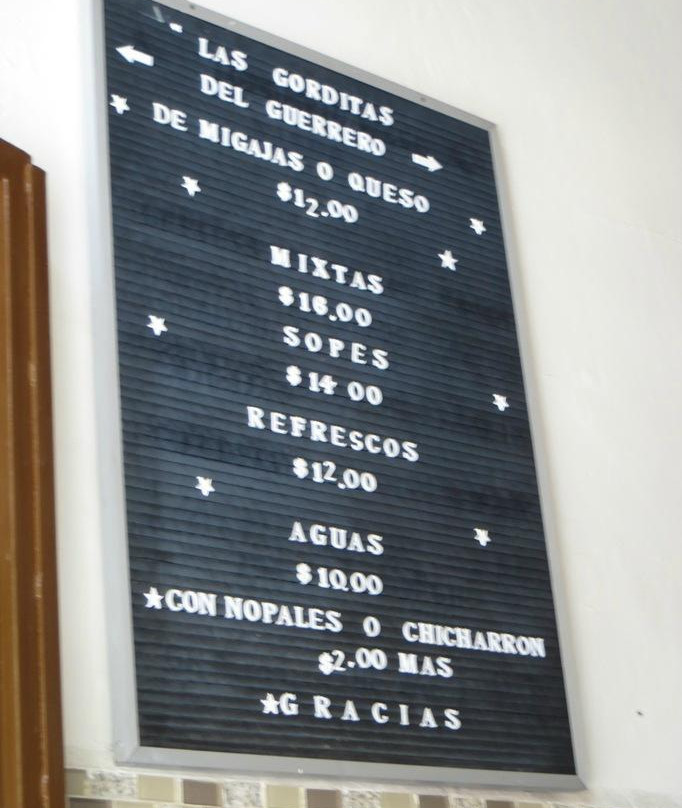 " LAS GORDITAS
DEL GUERRERO
DE MIGAJAS O QUESO
$12.00
MIXTAS
$16.00
SOPES
$14 00
REFRESCOS
$12.00
AGUAS
$10.00
★CON NOPALES O CHICHARRON
$2.00 MAS
★GRACIAS